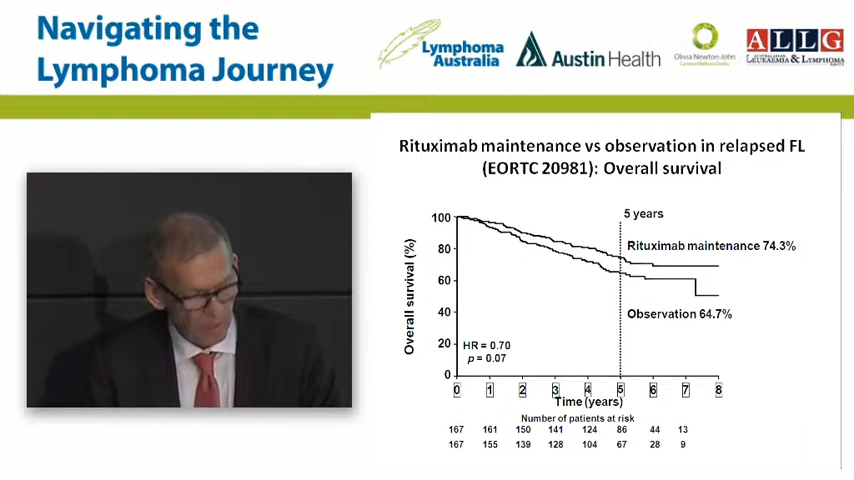 Navigating the
Lymphoma Journey
Lymphoma
Australia
Austin Health
Olivia Newton-John
ALLG
LEUKAEMIA & LYMPHOMA
Rituximab maintenance vs observation in relapsed FL
(EORTC 20981): Overall survival
5 years
Rituximab maintenance 74.3%
Observation 64.7%
HR = 0.70
p = 0.07
Overall survival (%)
100
80
60
40
20
0
0 1 2 3 4 5 6 7 8
Time (years)
Number of patients at risk
167 161 150 141 124 86 44 13
167 155 139 128 104 67 28 9